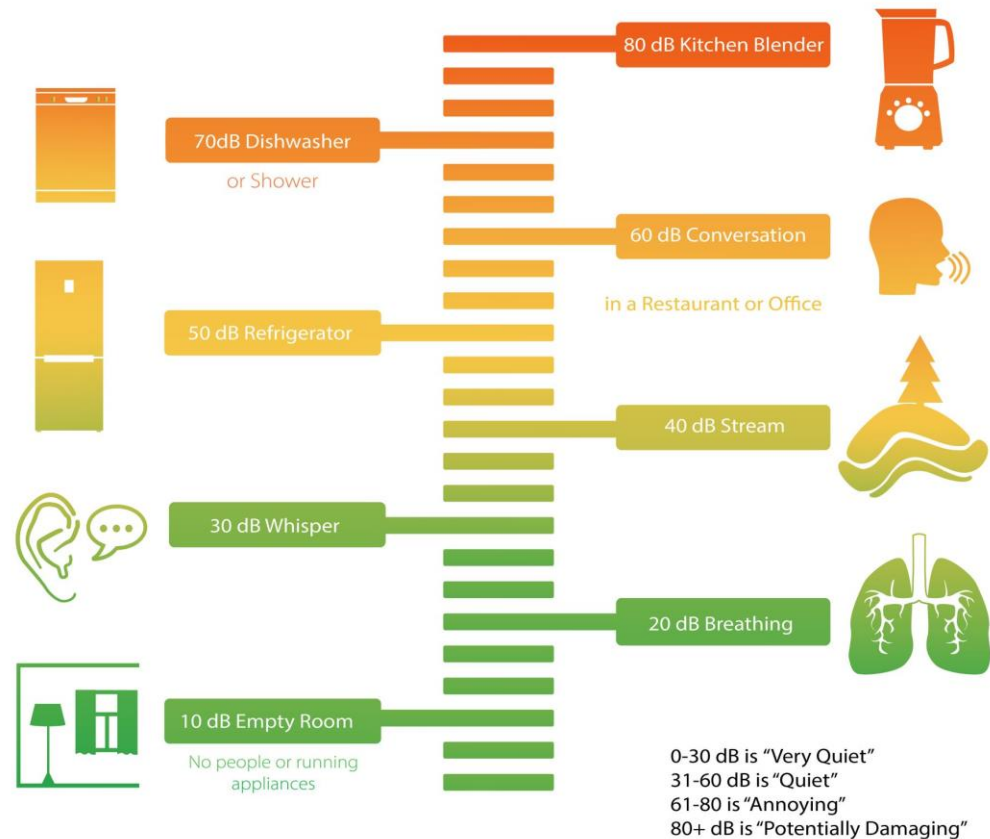 80 dB Kitchen Blender
70dB Dishwasher
or Shower
60 dB Conversation
in a Restaurant or Office
50 dB Refrigerator
40 dB Stream
30 dB Whisper
20 dB Breathing
10 dB Empty Room
No people or running
appliances
0-30 dB is “Very Quiet”
31-60 dB is “Quiet”
61-80 is “Annoying”
80+ dB is “Potentially Damaging”